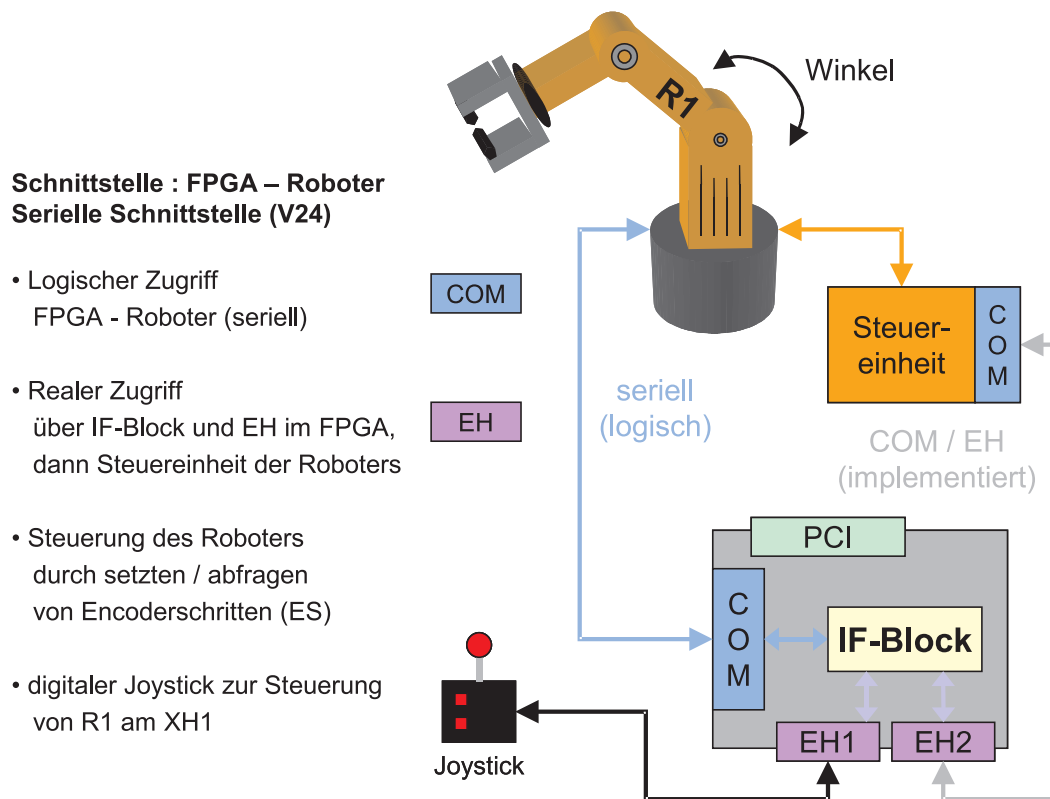 Schnittstelle : FPGA – Roboter
Serielle Schnittstelle (V24)
• Logischer Zugriff
FPGA - Roboter (seriell)
COM
• Realer Zugriff
über IF-Block und EH im FPGA,
dann Steuereinheit der Roboters
EH
• Steuerung des Roboters
durch setzten / abfragen
von Encoderschritten (ES)
• digitaler Joystick zur Steuerung
von R1 am XH1
R1
Winkel
Steuer-
einheit
COM
seriell
(logisch)
COM / EH
(implementiert)
PCI
COM
IF-Block
EH1
EH2
Joystick